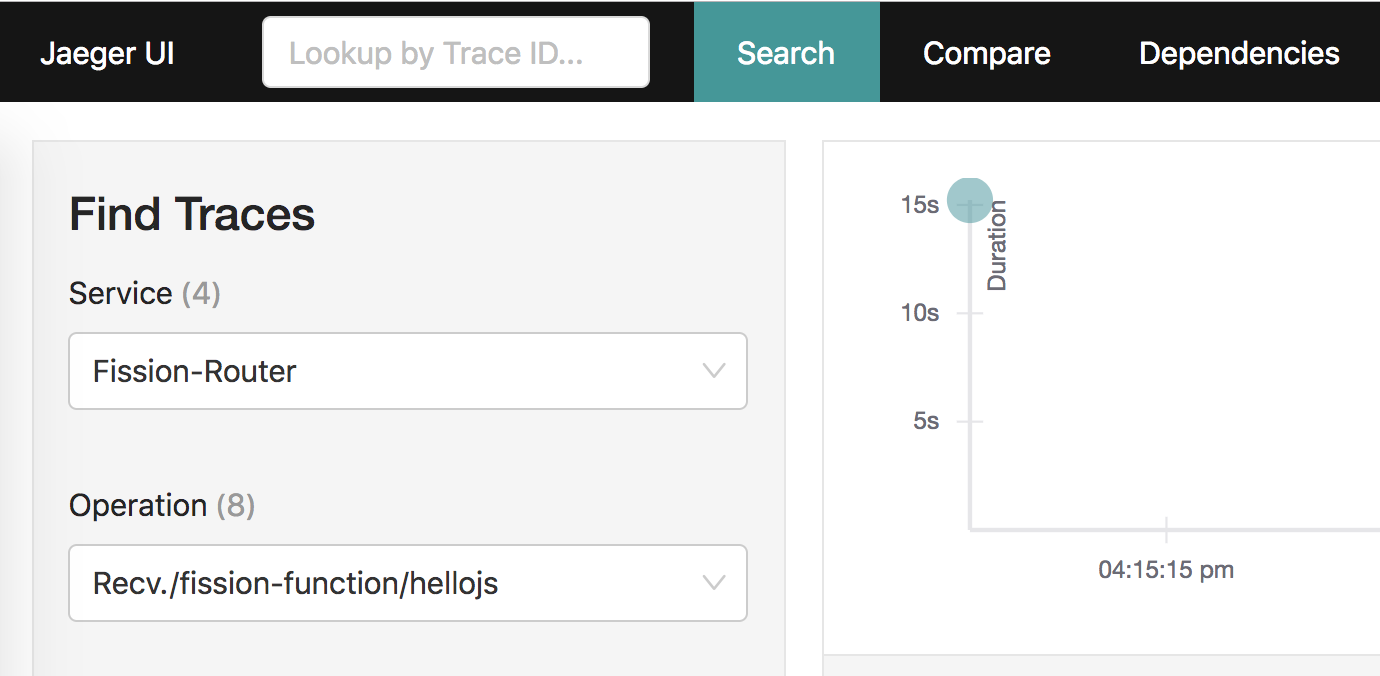 Jaeger UI
Lookup by Trace ID...
Search
Compare
Dependencies
Find Traces
Service (4)
Fission-Router
Operation (8)
Recv./fission-function/hellojs
15s
Duration
10s
5s
04:15:15 pm